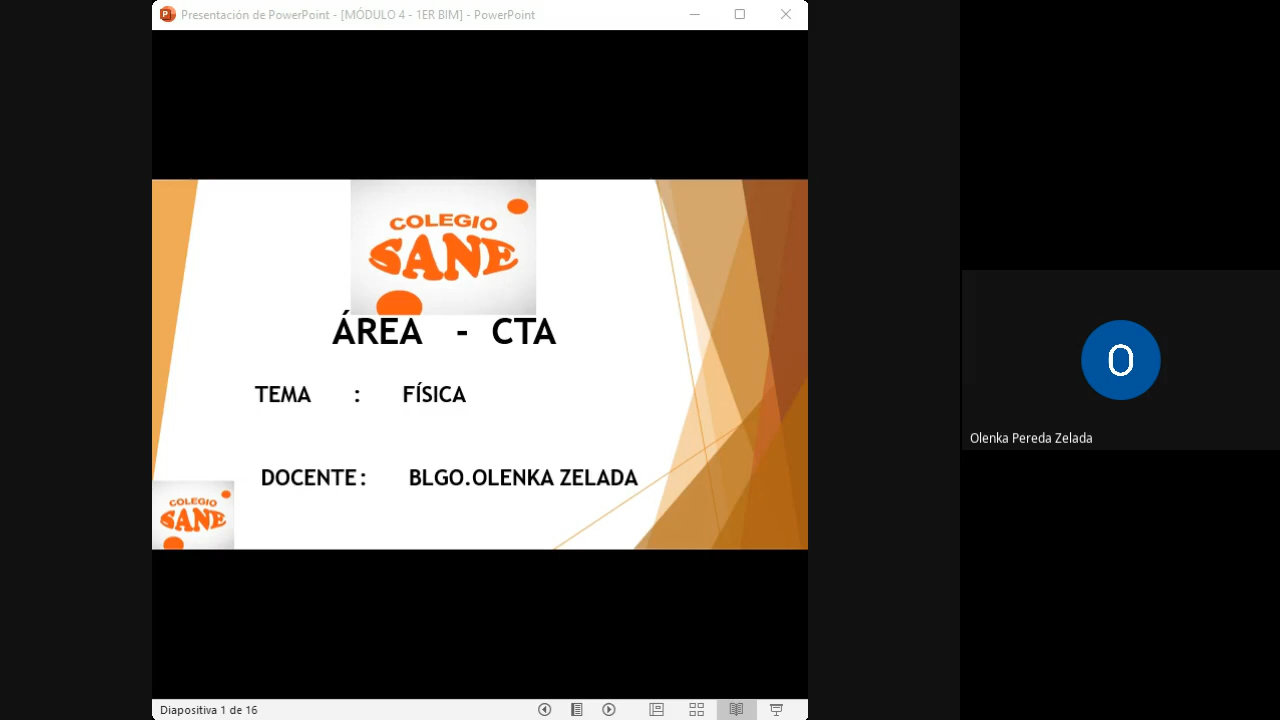 Presentación de PowerPoint - [MÓDULO 4 - 1ER BIM] - PowerPoint
COLEGIO
SANE
ÁREA - CTA
TEMA : FÍSICA
DOCENTE: BLGO.OLENKA ZELADA
COLEGIO
SANE
O
Olenka Pereda Zelada
Diapositiva 1 de 16